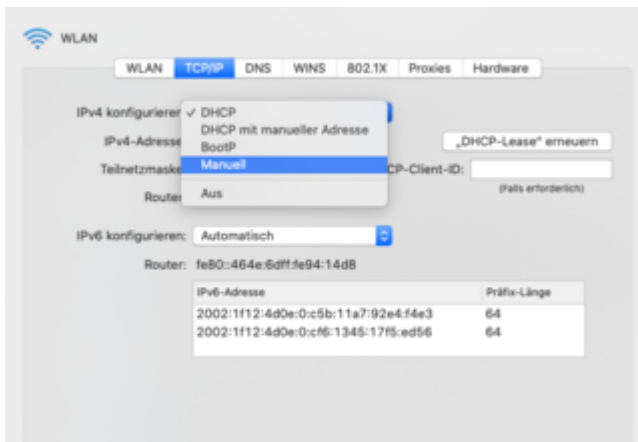 WLAN
WLAN TCP/IP DNS WINS 802.1X Proxies Hardware
IPv4 konfigurieren ✓ DHCP
DHCP mit manueller Adresse
IPv4-Adresse BootP „DHCP-Lease“ erneuern
Teilnetzmaske Manuell CP-Client-ID:
Router Aus (Falls erforderlich)
IPv6 konfigurieren: Automatisch
Router: fe80::464e:6dff:fe94:14d8
IPv6-Adresse Präfix-Länge
2002:1f12:4d0e:0:c5b:11a7:92e4:f4e3 64
2002:1f12:4d0e:0:cf6:1345:17f5:ed56 64